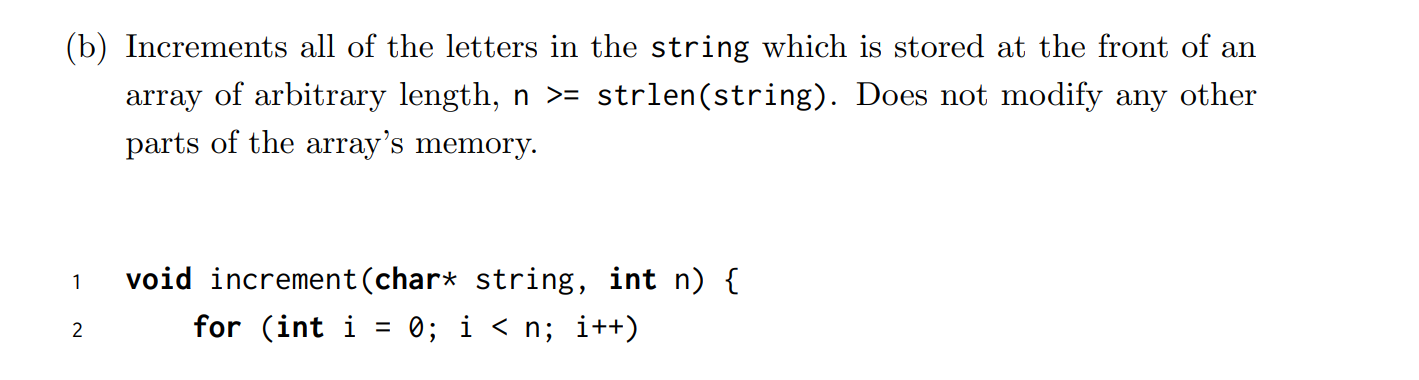 (b) Increments all of the letters in the string which is stored at the front of an
array of arbitrary length, n >= strlen(string). Does not modify any other
parts of the array’s memory.
1 void increment(char* string, int n) {
2 for (int i = 0; i < n; i++)